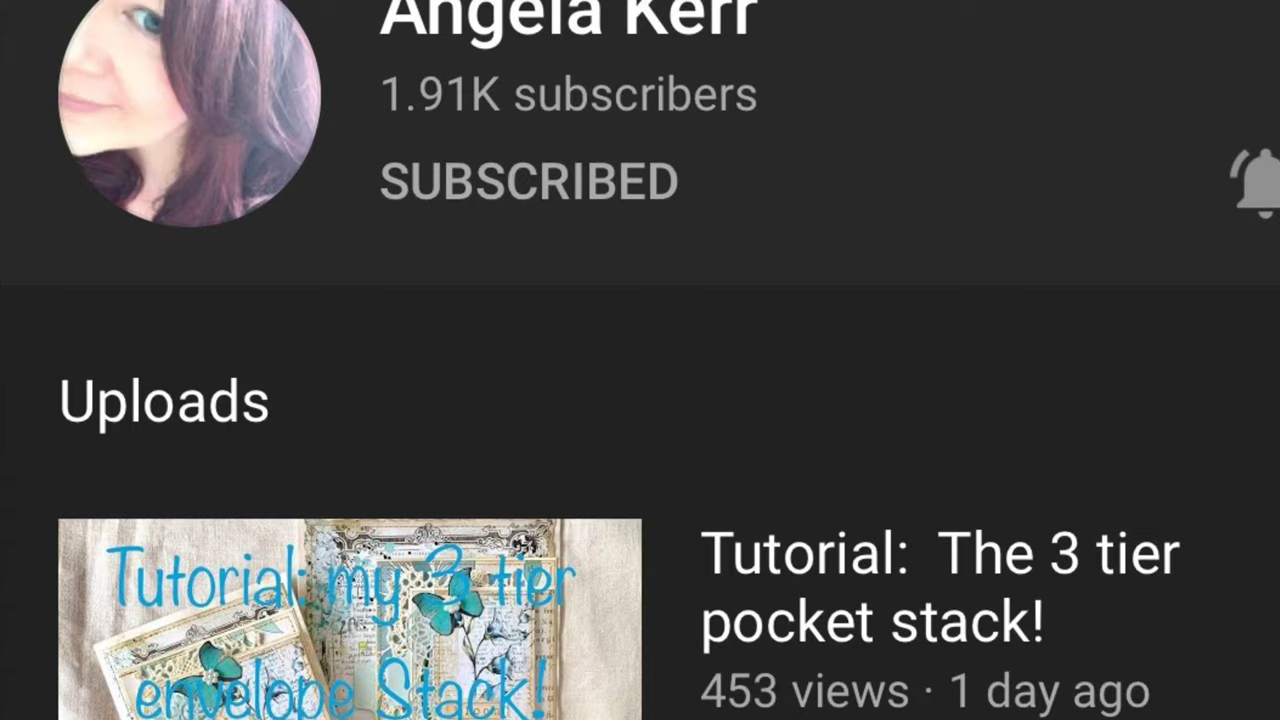 Angela Kerr
1.91K subscribers
SUBSCRIBED
Uploads
Tutorial: my 3 tier
envelope Stack!
Tutorial:  The 3 tier
pocket stack!
453 views · 1 day ago